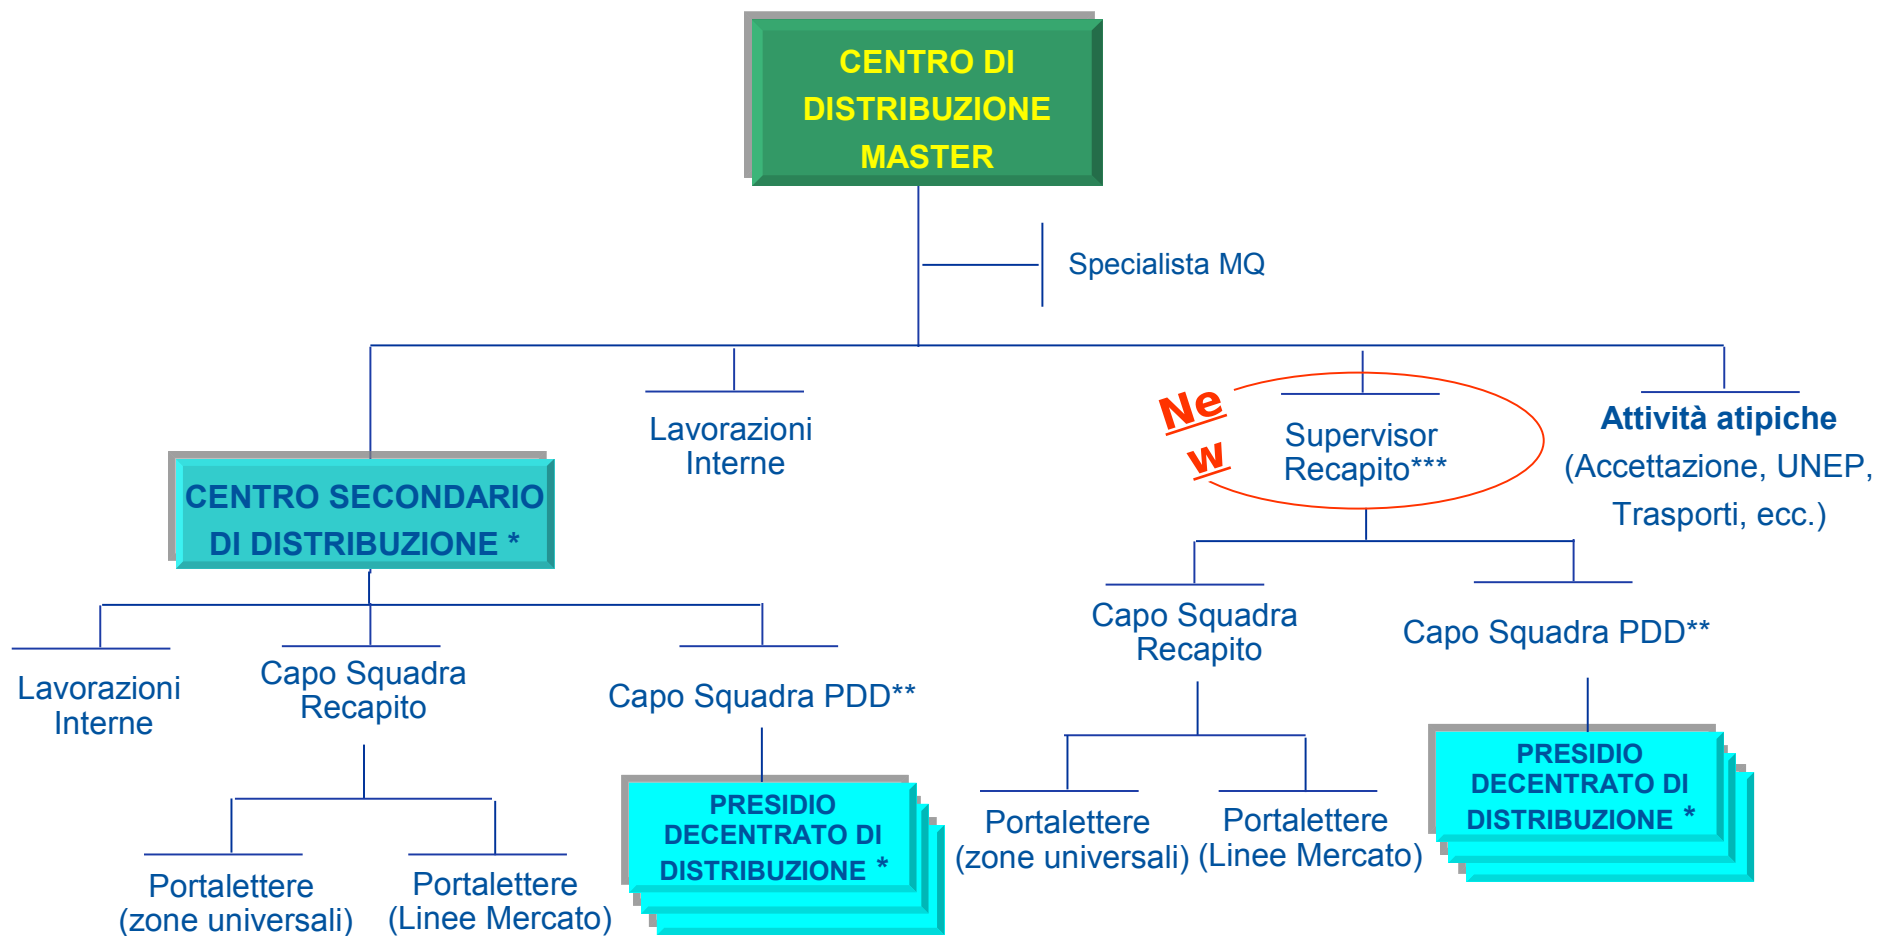 CENTRO DI
DISTRIBUZIONE
MASTER
Specialista MQ
Lavorazioni
Interne
Ne
w
Supervisor
Recapito***
Attività atipiche
(Accettazione, UNEP,
Trasporti, ecc.)
CENTRO SECONDARIO
DI DISTRIBUZIONE *
Capo Squadra
Recapito
Capo Squadra PDD**
Lavorazioni
Interne
Capo Squadra
Recapito
Capo Squadra PDD**
PRESIDIO
DECENTRATO DI
DISTRIBUZIONE *
PRESIDIO
DECENTRATO DI
DISTRIBUZIONE *
Portalettere
(zone universali)
Portalettere
(Linee Mercato)
Portalettere
(zone universali)
Portalettere
(Linee Mercato)